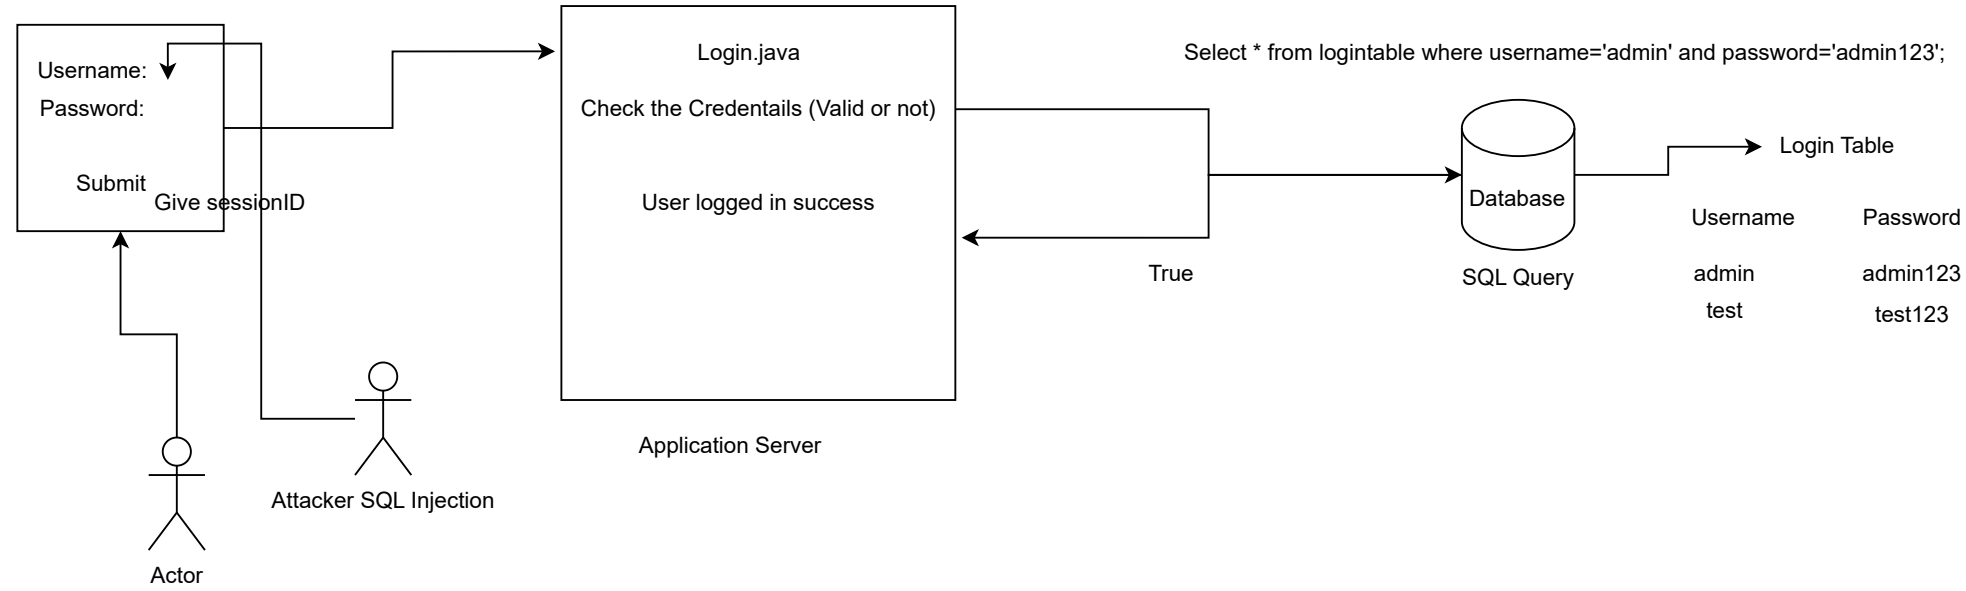 Username:
Password:
Submit
Give sessionID
Actor
Attacker SQL Injection
Login.java
Check the Credentails (Valid or not)
User logged in success
Application Server
True
Select * from logintable where username='admin' and password='admin123';
Database
SQL Query
Login Table
Username Password
admin admin123
test test123